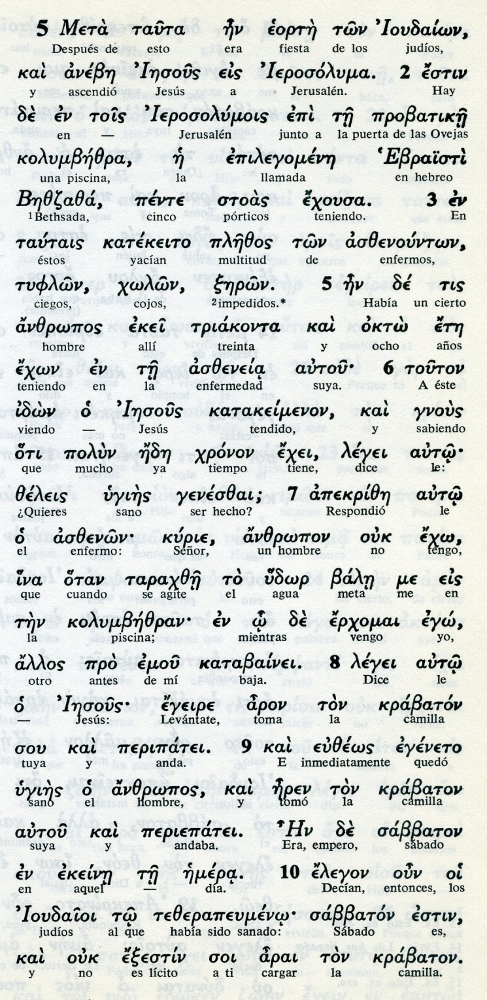 5 Μετὰ ταῦτα ἦν ἑορτὴ τῶν Ἰουδαίων,
Después de esto era fiesta de los judíos,
καὶ ἀνέβη Ἰησοῦς εἰς Ἱεροσόλυμα. 2 ἔστιν
y ascendió Jesús a Jerusalén. Hay
δὲ ἐν τοῖς Ἱεροσολύμοις ἐπὶ τῇ προβατικῇ
en — Jerusalén junto a la puerta de las Ovejas
κολυμβήθρα, ἡ ἐπιλεγομένη Ἑβραϊστὶ
una piscina, la llamada en hebreo
Βηθζαθά, πέντε στοὰς ἔχουσα. 3 ἐν
¹Bethsada, cinco pórticos teniendo. En
ταύταις κατέκειτο πλῆθος τῶν ἀσθενούντων,
éstos yacían multitud de enfermos,
τυφλῶν, χωλῶν, ξηρῶν. 5 ἦν δέ τις
ciegos, cojos, ²impedidos.* Había un cierto
ἄνθρωπος ἐκεῖ τριάκοντα καὶ ὀκτὼ ἔτη
hombre allí treinta y ocho años
ἔχων ἐν τῇ ἀσθενείᾳ αὐτοῦ· 6 τοῦτον
teniendo en la enfermedad suya. A éste
ἰδὼν ὁ Ἰησοῦς κατακείμενον, καὶ γνοὺς
viendo — Jesús tendido, y sabiendo
ὅτι πολὺν ἤδη χρόνον ἔχει, λέγει αὐτῷ·
que mucho ya tiempo tiene, dice le:
θέλεις ὑγιὴς γενέσθαι; 7 ἀπεκρίθη αὐτῷ
¿Quieres sano ser hecho? Respondió le
ὁ ἀσθενῶν· κύριε, ἄνθρωπον οὐκ ἔχω,
el enfermo: Señor, un hombre no tengo,
ἵνα ὅταν ταραχθῇ τὸ ὕδωρ βάλῃ με εἰς
que cuando se agite el agua meta me en
τὴν κολυμβήθραν· ἐν ᾧ δὲ ἔρχομαι ἐγώ,
la piscina; mientras vengo yo,
ἄλλος πρὸ ἐμοῦ καταβαίνει. 8 λέγει αὐτῷ
otro antes de mí baja. Dice le
ὁ Ἰησοῦς· ἔγειρε ἆρον τὸν κράβατόν
— Jesús: Levántate, toma la camilla
σου καὶ περιπάτει. 9 καὶ εὐθέως ἐγένετο
tuya y anda. E inmediatamente quedó
ὑγιὴς ὁ ἄνθρωπος, καὶ ἦρεν τὸν κράβατον
sano el hombre, y tomó la camilla
αὐτοῦ καὶ περιεπάτει. Ἦν δὲ σάββατον
suya y andaba. Era, empero, sábado
ἐν ἐκείνῃ τῇ ἡμέρᾳ. 10 ἔλεγον οὖν οἱ
en aquel — día. Decían, entonces, los
Ἰουδαῖοι τῷ τεθεραπευμένῳ· σάββατόν ἐστιν,
judíos al que había sido sanado: Sábado es,
καὶ οὐκ ἔξεστίν σοι ἆραι τὸν κράβατον.
y no es lícito a ti cargar la camilla.